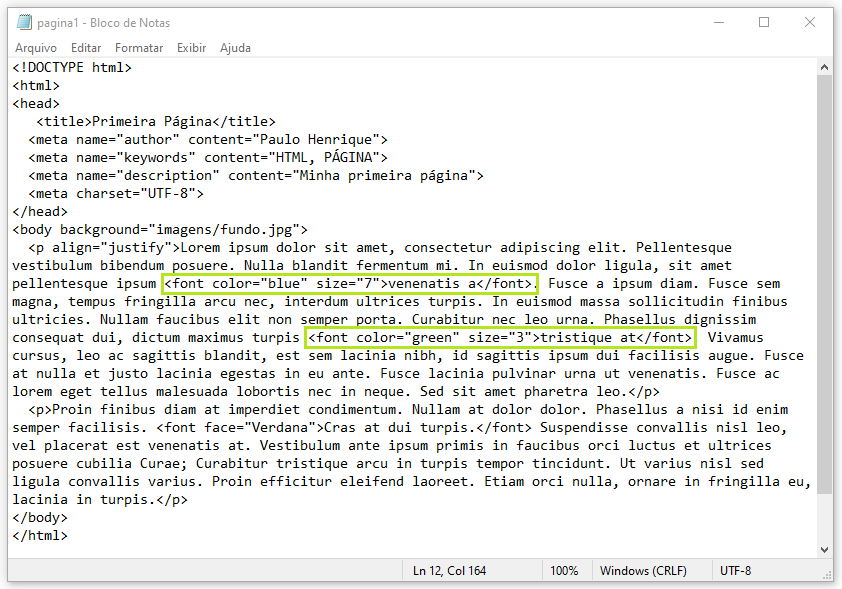 pagina1 - Bloco de Notas
Arquivo Editar Formatar Exibir Ajuda
<!DOCTYPE html>
<html>
<head>
<title>Primeira Página</title>
<meta name="author" content="Paulo Henrique">
<meta name="keywords" content="HTML, PÁGINA">
<meta name="description" content="Minha primeira página">
<meta charset="UTF-8">
</head>
<body background="imagens/fundo.jpg">
<p align="justify">Lorem ipsum dolor sit amet, consectetur adipiscing elit. Pellentesque
vestibulum bibendum posuere. Nulla blandit fermentum mi. In euismod dolor ligula, sit amet
pellentesque ipsum <font color="blue" size="7">venenatis a</font>. Fusce a ipsum diam. Fusce sem
magna, tempus fringilla arcu nec, interdum ultrices turpis. In euismod massa sollicitudin finibus
ultricies. Nullam faucibus elit non semper porta. Curabitur nec leo urna. Phasellus dignissim
consequat dui, dictum maximus turpis <font color="green" size="3">tristique at</font>  Vivamus
cursus, leo ac sagittis blandit, est sem lacinia nibh, id sagittis ipsum dui facilisis augue. Fusce
at nulla et justo lacinia egestas in eu ante. Fusce lacinia pulvinar urna ut venenatis. Fusce ac
lorem eget tellus malesuada lobortis nec in neque. Sed sit amet pharetra leo.</p>
<p>Proin finibus diam at imperdiet condimentum. Nullam at dolor dolor. Phasellus a nisi id enim
semper facilisis. <font face="Verdana">Cras at dui turpis.</font> Suspendisse convallis nisl leo,
vel placerat est venenatis at. Vestibulum ante ipsum primis in faucibus orci luctus et ultrices
posuere cubilia Curae; Curabitur tristique arcu in turpis tempor tincidunt. Ut varius nisl sed
ligula convallis varius. Proin efficitur eleifend laoreet. Etiam orci nulla, ornare in fringilla eu,
lacinia in turpis.</p>
</body>
</html>
Ln 12, Col 164 100% Windows (CRLF) UTF-8